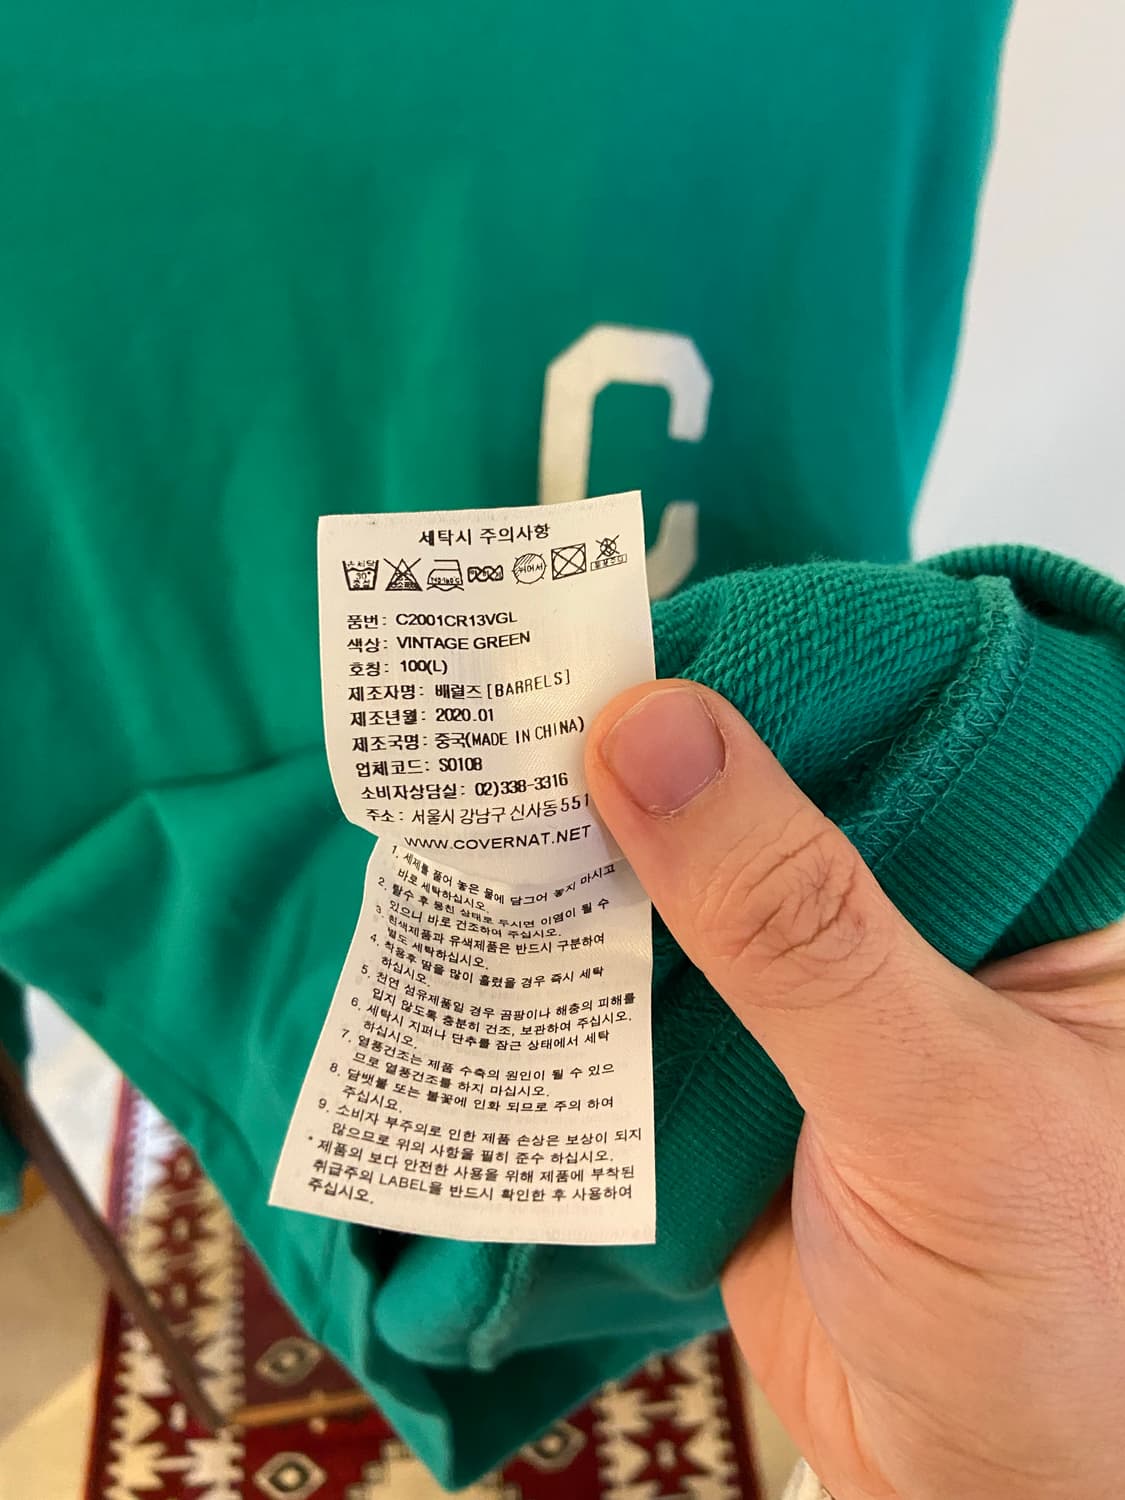 C
세탁시 주의사항
30°
중성
드라이
품번: C2001CR13VGL
색상: VINTAGE GREEN
호칭: 100(L)
제조자명: 배럴즈[BARRELS]
제조년월: 2020.01
제조국명: 중국(MADE IN CHINA)
업체코드: S0108
소비자상담실: 02)338-3316
주소: 서울시 강남구 신사동 551
WWW.COVERNAT.NET
1. 세제를 풀어 놓은 물에 담그어 놓지 마시고
바로 세탁하십시오.
2. 탈수 후 뭉친 상태로 두시면 이염이 될 수
있으니 바로 건조하여 주십시오.
3. 흰색제품과 유색제품은 반드시 구분하여
별도 세탁하십시오.
4. 착용후 땀을 많이 흘렸을 경우 즉시 세탁
하십시오.
5. 천연 섬유제품일 경우 곰팡이나 해충의 피해를
입지 않도록 충분히 건조, 보관하여 주십시오.
6. 세탁시 지퍼나 단추를 잠근 상태에서 세탁
하십시오.
7. 열풍건조는 제품 수축의 원인이 될 수 있으
므로 열풍건조를 하지 마십시오.
8. 담뱃불 또는 불꽃에 인화 되므로 주의 하여
주십시요.
9. 소비자 부주의로 인한 제품 손상은 보상이 되지
않으므로 위의 사항을 필히 준수 하십시오.
* 제품의 보다 안전한 사용을 위해 제품에 부착된
취급주의 LABEL을 반드시 확인한 후 사용하여
주십시오.